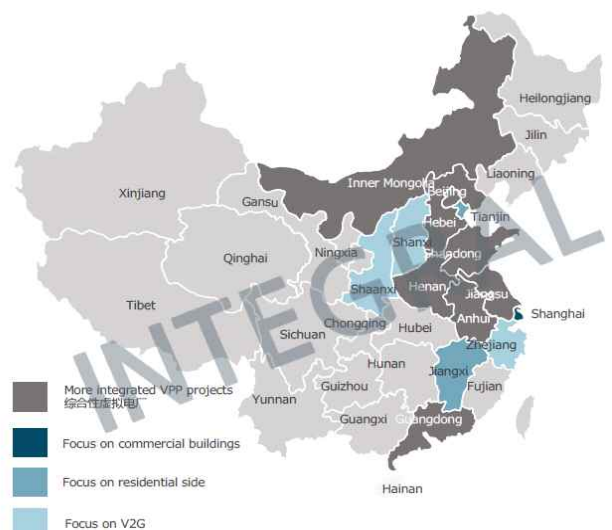 Heilongjiang
Jilin
Liaoning
Inner Mongolia
Beijing
Xinjiang
Gansu
Hebei
Tianjin
Ningxia
Shanxi
Shandong
Qinghai
Shaanxi
Henan
Jiangsu
Tibet
Shanghai
Chongqing
Anhui
Sichuan
Hubei
Zhejiang
Hunan
Jiangxi
Guizhou
Fujian
Yunnan
Guangxi
Guangdong
Hainan
INTEGRAL
More integrated VPP projects
综合性虚拟电厂
Focus on commercial buildings
Focus on residential side
Focus on V2G